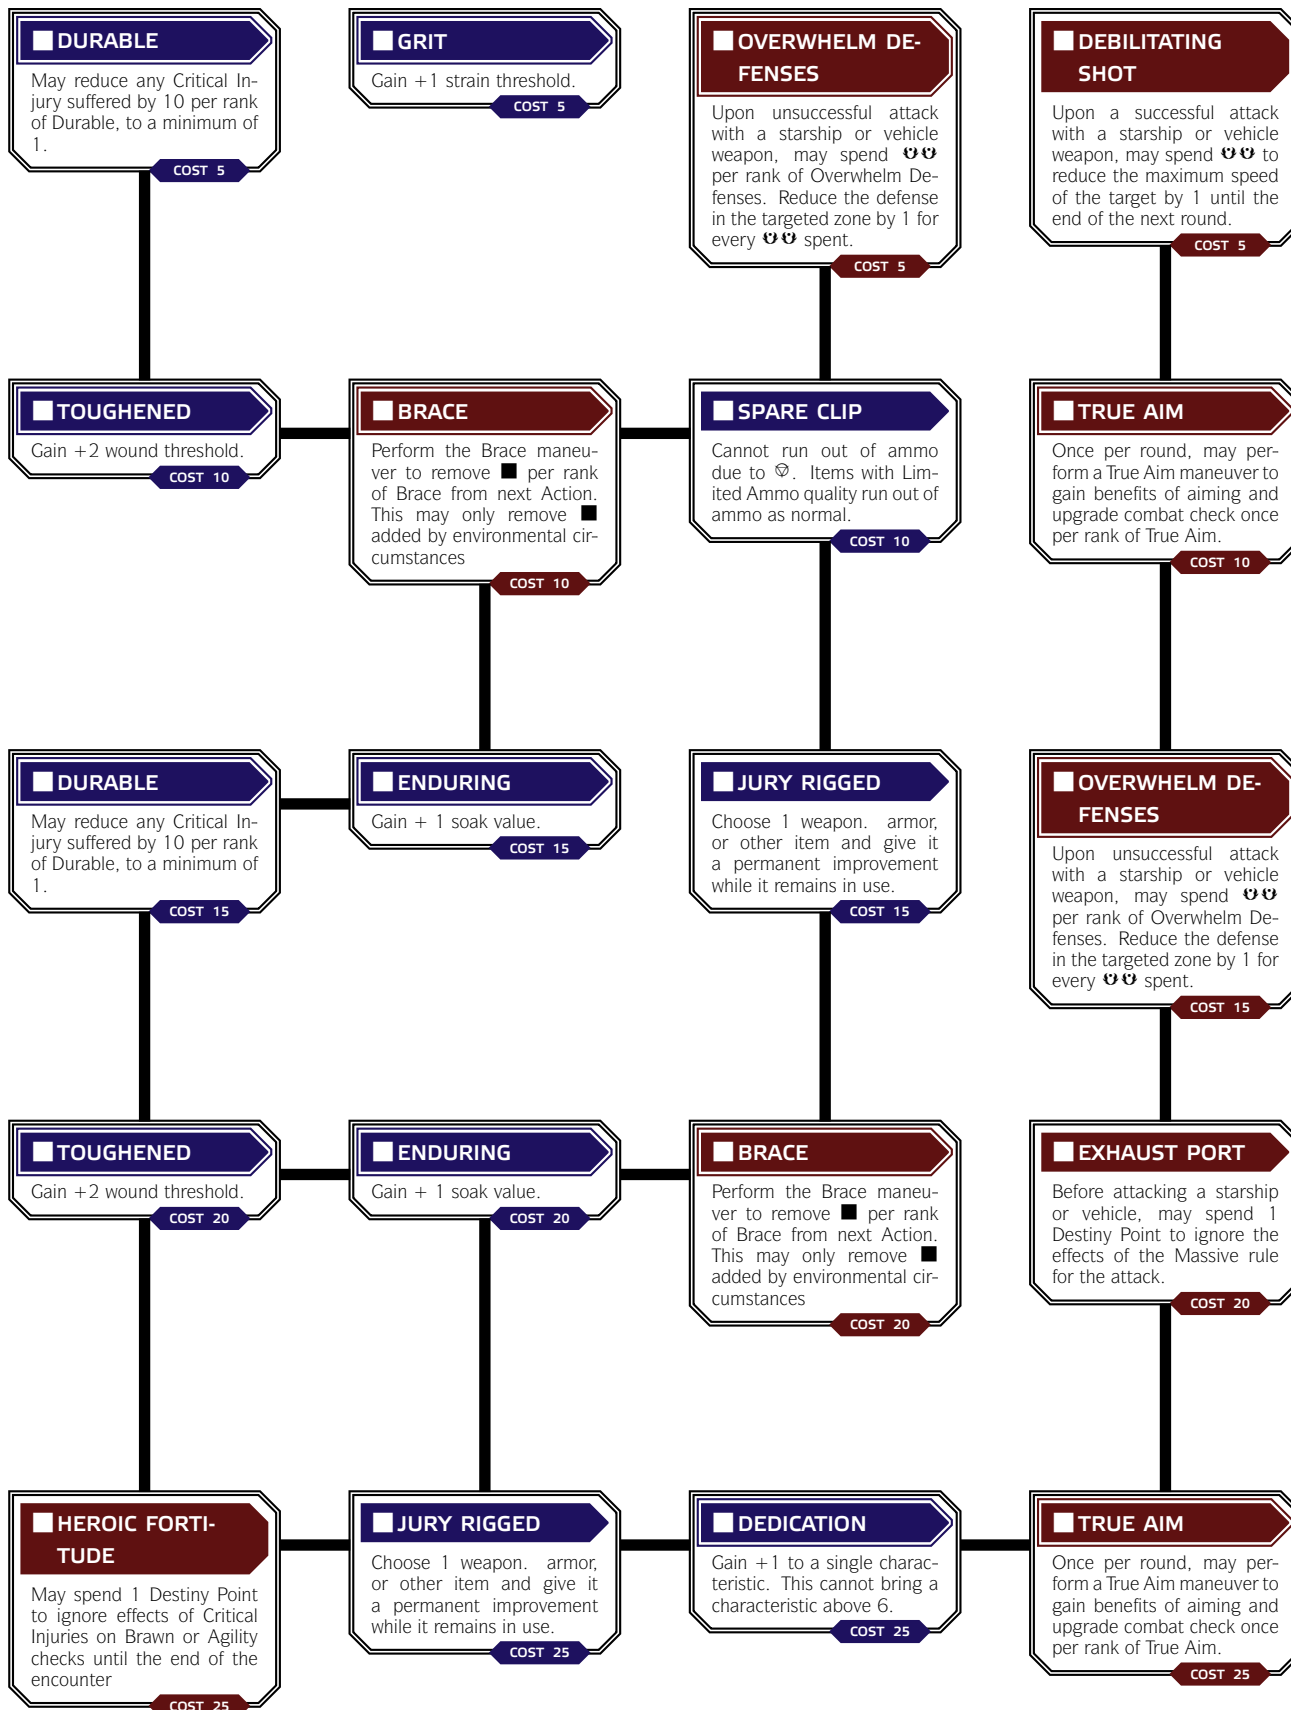 DURABLE
May reduce any Critical In-
jury suffered by 10 per rank
of Durable, to a minimum of
1.
COST 5
GRIT
Gain +1 strain threshold.
COST 5
OVERWHELM DE-
FENSES
Upon unsuccessful attack
with a starship or vehicle
weapon, may spend
per rank of Overwhelm De-
fenses. Reduce the defense
in the targeted zone by 1 for
every spent.
COST 5
DEBILITATING
SHOT
Upon a successful attack
with a starship or vehicle
weapon, may spend to
reduce the maximum speed
of the target by 1 until the
end of the next round.
COST 5
TOUGHENED
Gain +2 wound threshold.
COST 10
BRACE
Perform the Brace maneu-
ver to remove ■ per rank
of Brace from next Action.
This may only remove ■
added by environmental cir-
cumstances
COST 10
SPARE CLIP
Cannot run out of ammo
due to . Items with Lim-
ited Ammo quality run out of
ammo as normal.
COST 10
TRUE AIM
Once per round, may per-
form a True Aim maneuver to
gain benefits of aiming and
upgrade combat check once
per rank of True Aim.
COST 10
DURABLE
May reduce any Critical In-
jury suffered by 10 per rank
of Durable, to a minimum of
1.
COST 15
ENDURING
Gain + 1 soak value.
COST 15
JURY RIGGED
Choose 1 weapon. armor,
or other item and give it
a permanent improvement
while it remains in use.
COST 15
OVERWHELM DE-
FENSES
Upon unsuccessful attack
with a starship or vehicle
weapon, may spend
per rank of Overwhelm De-
fenses. Reduce the defense
in the targeted zone by 1 for
every spent.
COST 15
TOUGHENED
Gain +2 wound threshold.
COST 20
ENDURING
Gain + 1 soak value.
COST 20
BRACE
Perform the Brace maneu-
ver to remove ■ per rank
of Brace from next Action.
This may only remove ■
added by environmental cir-
cumstances
COST 20
EXHAUST PORT
Before attacking a starship
or vehicle, may spend 1
Destiny Point to ignore the
effects of the Massive rule
for the attack.
COST 20
HEROIC FORTI-
TUDE
May spend 1 Destiny Point
to ignore effects of Critical
Injuries on Brawn or Agility
checks until the end of the
encounter
COST 25
JURY RIGGED
Choose 1 weapon. armor,
or other item and give it
a permanent improvement
while it remains in use.
COST 25
DEDICATION
Gain +1 to a single charac-
teristic. This cannot bring a
characteristic above 6.
COST 25
TRUE AIM
Once per round, may per-
form a True Aim maneuver to
gain benefits of aiming and
upgrade combat check once
per rank of True Aim.
COST 25